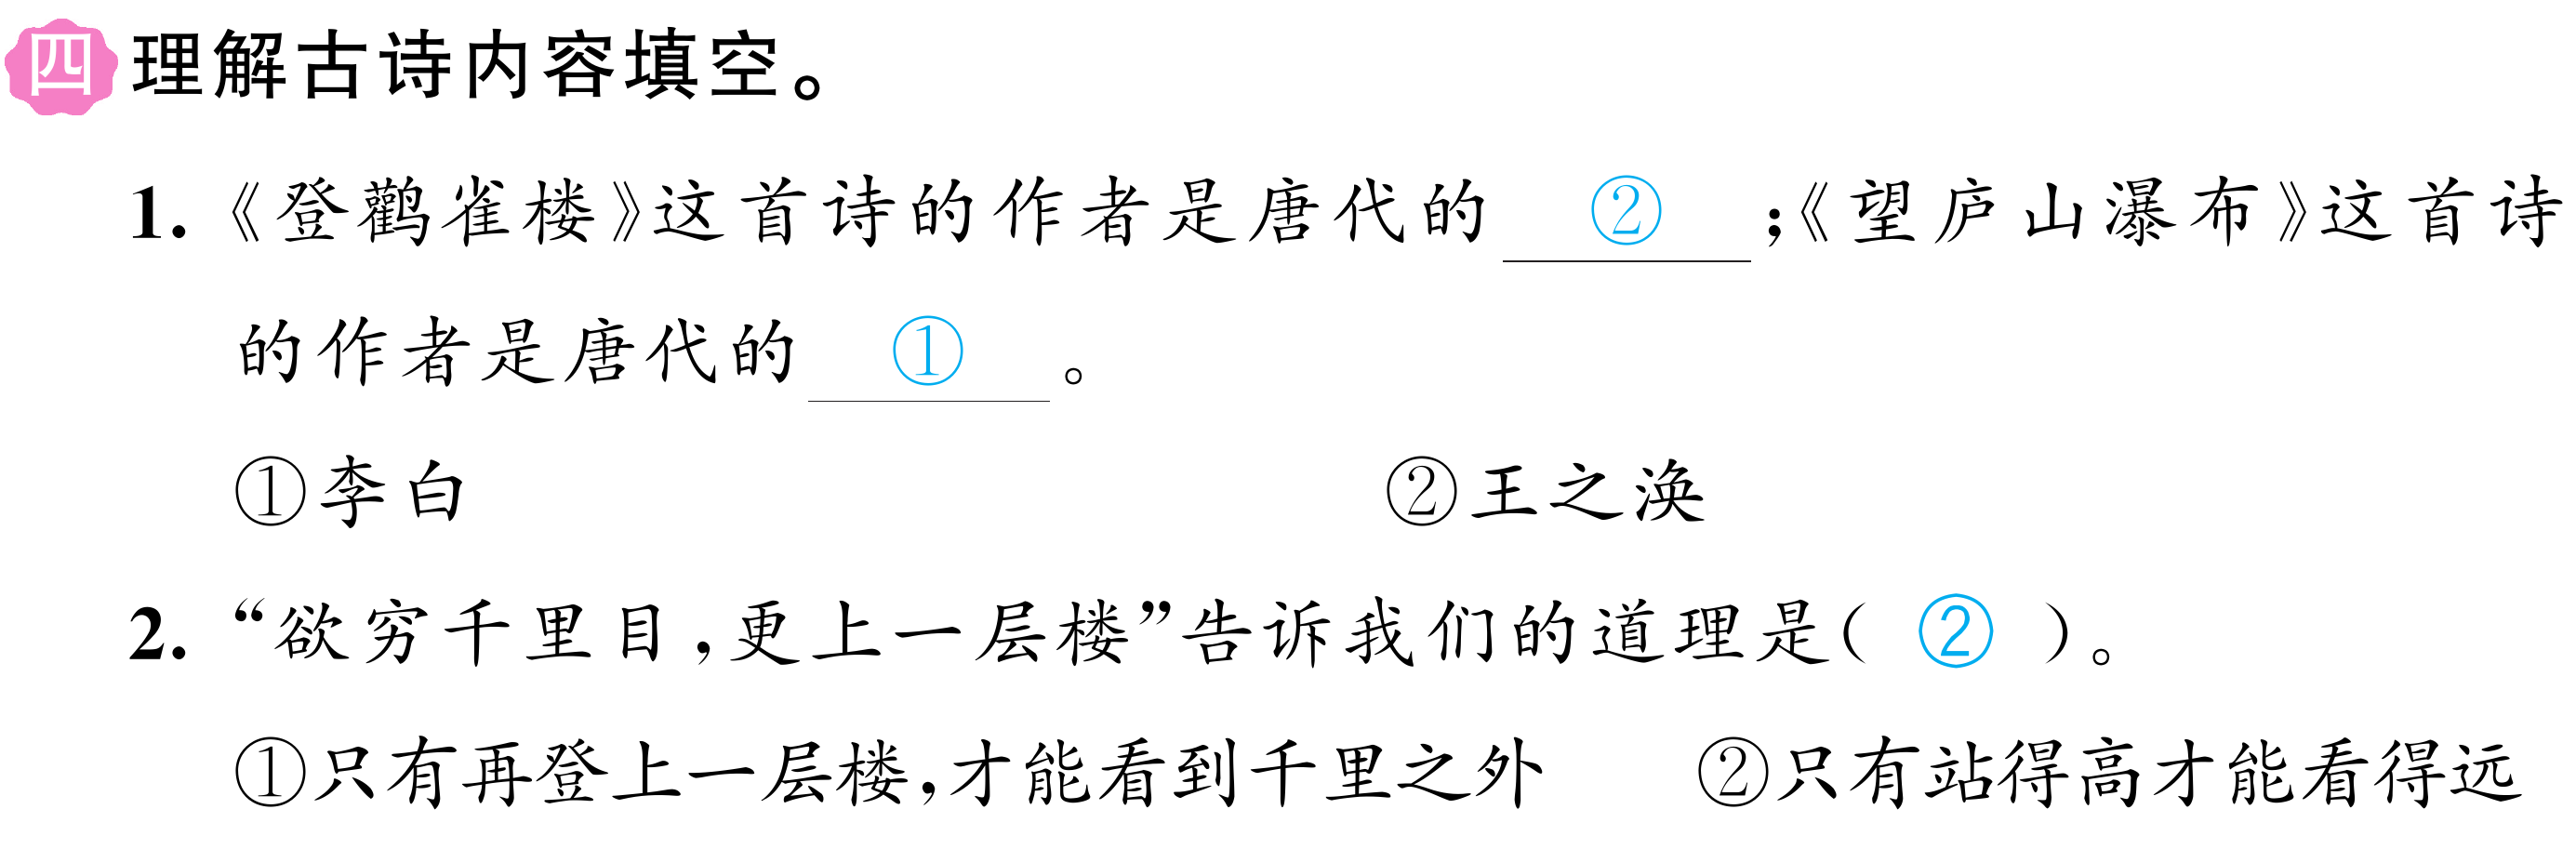 四 理解古诗内容填空。
1.《登鹳雀楼》这首诗的作者是唐代的 ② ;《望庐山瀑布》这首诗
的作者是唐代的 ① 。
①李白 ②王之涣
2.“欲穷千里目,更上一层楼”告诉我们的道理是( ② )。
①只有再登上一层楼,才能看到千里之外 ②只有站得高才能看得远